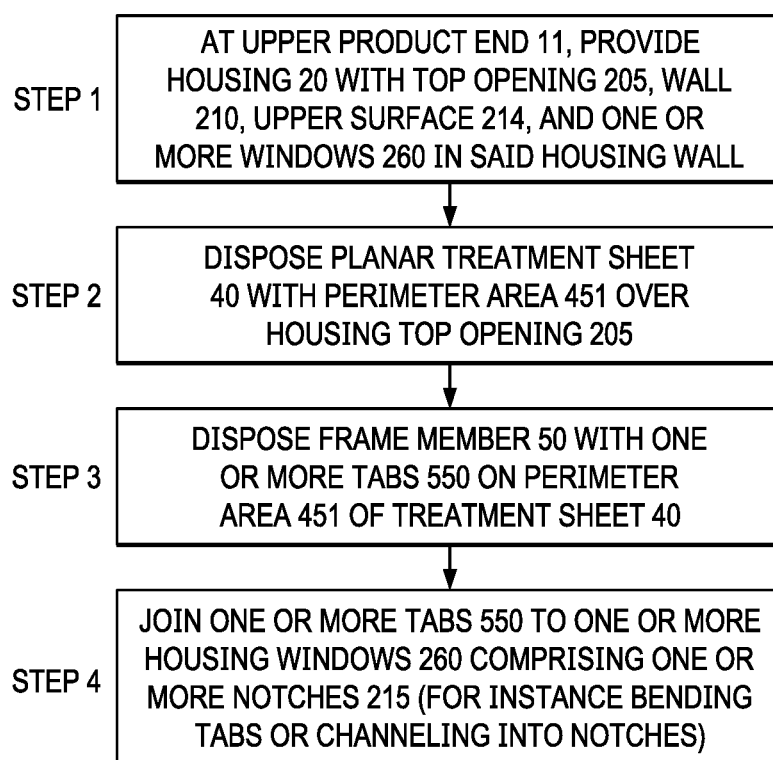 STEP 1
AT UPPER PRODUCT END 11, PROVIDE
HOUSING 20 WITH TOP OPENING 205, WALL
210, UPPER SURFACE 214, AND ONE OR
MORE WINDOWS 260 IN SAID HOUSING WALL
STEP 2
DISPOSE PLANAR TREATMENT SHEET
40 WITH PERIMETER AREA 451 OVER
HOUSING TOP OPENING 205
STEP 3
DISPOSE FRAME MEMBER 50 WITH ONE
OR MORE TABS 550 ON PERIMETER
AREA 451 OF TREATMENT SHEET 40
STEP 4
JOIN ONE OR MORE TABS 550 TO ONE OR MORE
HOUSING WINDOWS 260 COMPRISING ONE OR
MORE NOTCHES 215 (FOR INSTANCE BENDING
TABS OR CHANNELING INTO NOTCHES)